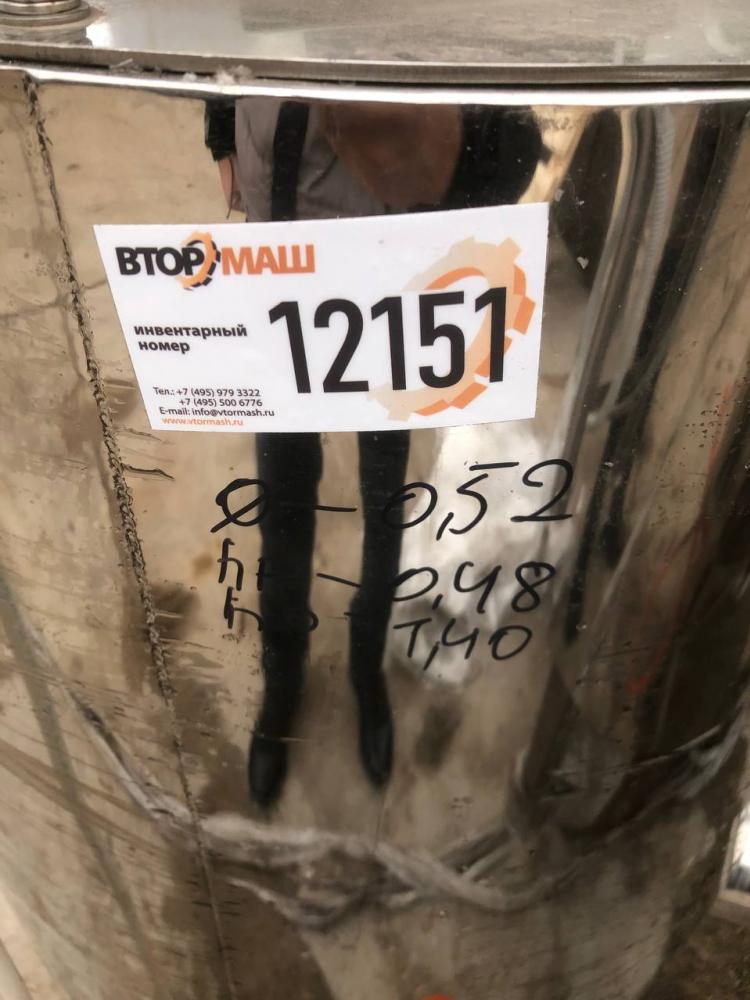 ВТОРМАШ
инвентарный
номер
12151
Тел.: +7 (495) 979 3322
+7 (495) 500 6776
E-mail: info@vtormash.ru
www.vtormash.ru
Ø - 0,52
- 0,48
1,40